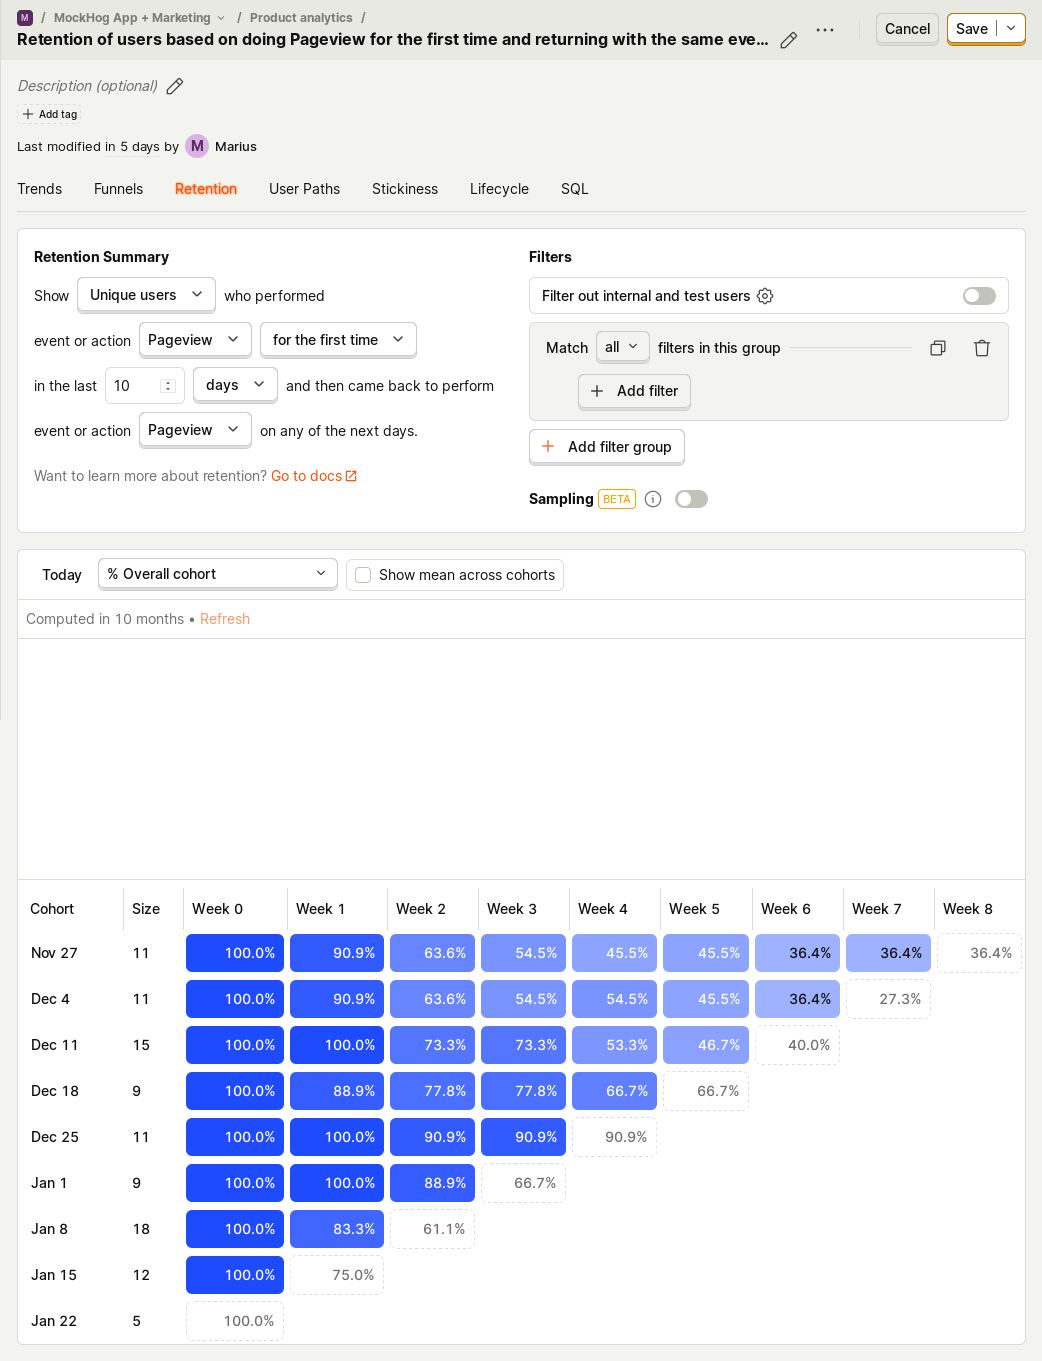 M / MockHog App + Marketing / Product analytics /
Retention of users based on doing Pageview for the first time and returning with the same eve...
Cancel
Save
Description (optional)
Add tag
Last modified in 5 days by M Marius
Trends Funnels Retention User Paths Stickiness Lifecycle SQL
Retention Summary
Show Unique users who performed
event or action Pageview for the first time
in the last 10 days and then came back to perform
event or action Pageview on any of the next days.
Want to learn more about retention? Go to docs
Filters
Filter out internal and test users
Match all filters in this group
Add filter
Add filter group
Sampling BETA
Today % Overall cohort Show mean across cohorts
Computed in 10 months • Refresh
Cohort Size Week 0 Week 1 Week 2 Week 3 Week 4 Week 5 Week 6 Week 7 Week 8
Nov 27 11 100.0% 90.9% 63.6% 54.5% 45.5% 45.5% 36.4% 36.4% 36.4%
Dec 4 11 100.0% 90.9% 63.6% 54.5% 54.5% 45.5% 36.4% 27.3%
Dec 11 15 100.0% 100.0% 73.3% 73.3% 53.3% 46.7% 40.0%
Dec 18 9 100.0% 88.9% 77.8% 77.8% 66.7% 66.7%
Dec 25 11 100.0% 100.0% 90.9% 90.9% 90.9%
Jan 1 9 100.0% 100.0% 88.9% 66.7%
Jan 8 18 100.0% 83.3% 61.1%
Jan 15 12 100.0% 75.0%
Jan 22 5 100.0%